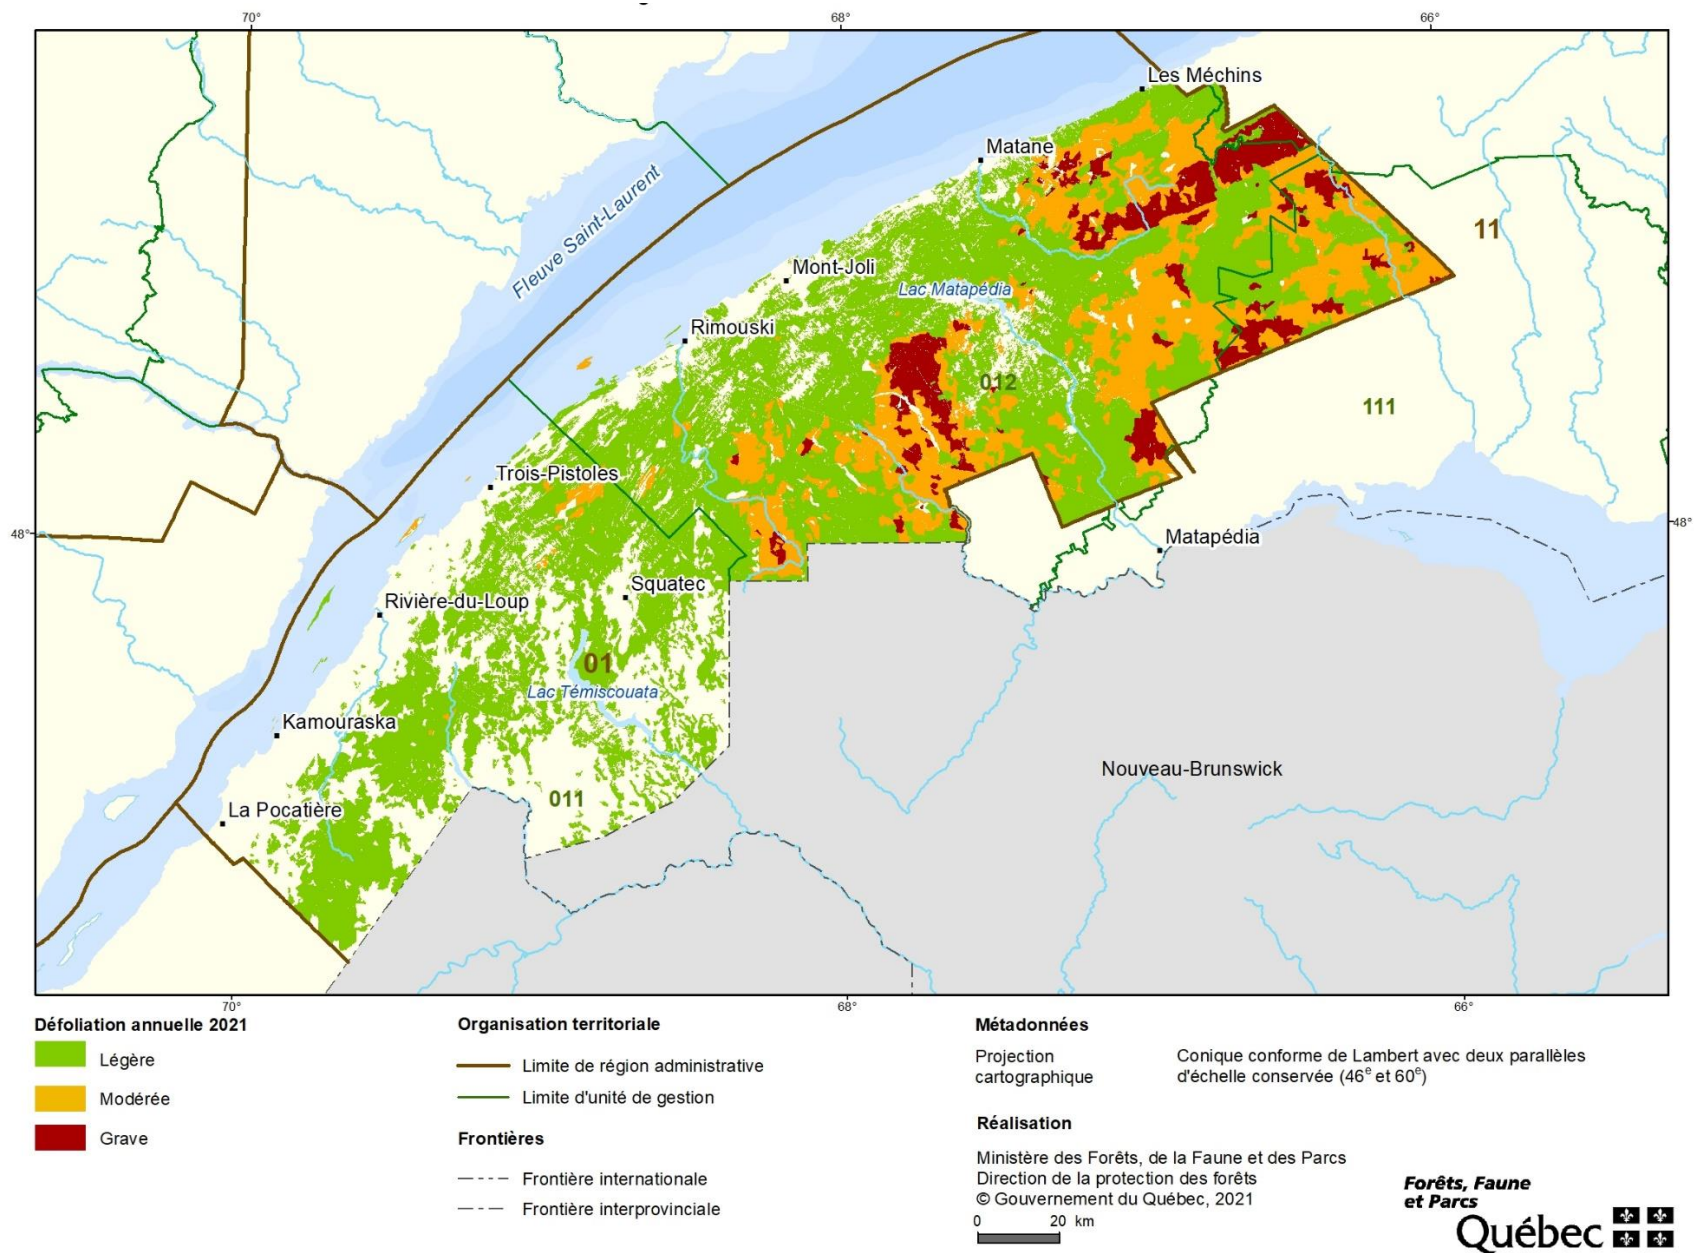 70°
68°
66°
Les Méchins
Matane
Fleuve Saint-Laurent
11
Mont-Joli
Lac Matapédia
Rimouski
012
111
Trois-Pistoles
48°
48°
Matapédia
Squatec
Rivière-du-Loup
01
Lac Témiscouata
Kamouraska
Nouveau-Brunswick
011
La Pocatière
70°
68°
66°
Défoliation annuelle 2021
Légère
Modérée
Grave
Organisation territoriale
Limite de région administrative
Limite d'unité de gestion
Frontières
Frontière internationale
Frontière interprovinciale
Métadonnées
Projection
cartographique
Conique conforme de Lambert avec deux parallèles
d'échelle conservée (46e et 60e)
Réalisation
Ministère des Forêts, de la Faune et des Parcs
Direction de la protection des forêts
© Gouvernement du Québec, 2021
0 20 km
Forêts, Faune
et Parcs
Québec